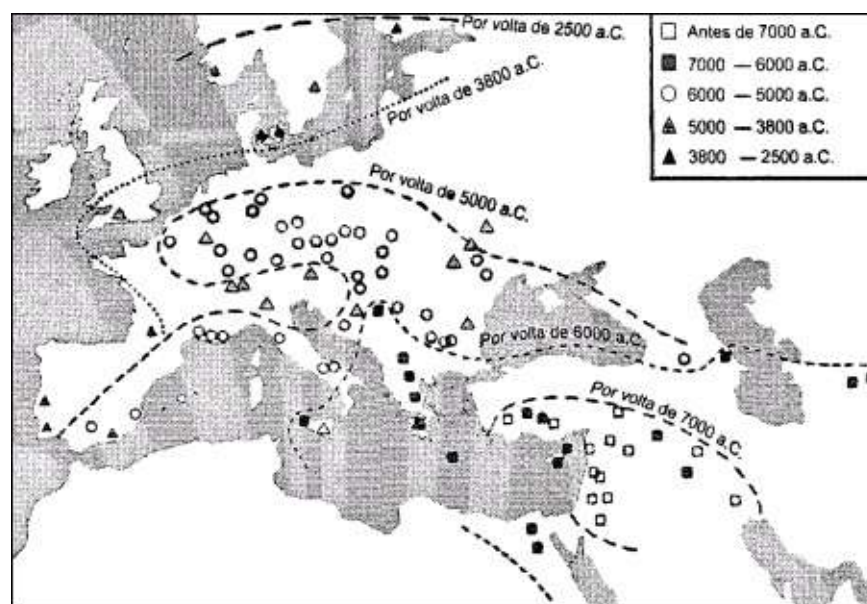 Por volta de 2500 a.C.
Por volta de 3800 a.C.
Por volta de 5000 a.C.
Por volta de 6000 a.C.
Por volta de 7000 a.C.
Antes de 7000 a.C.
7000 — 6000 a.C.
6000 — 5000 a.C.
5000 — 3800 a.C.
3800 — 2500 a.C.